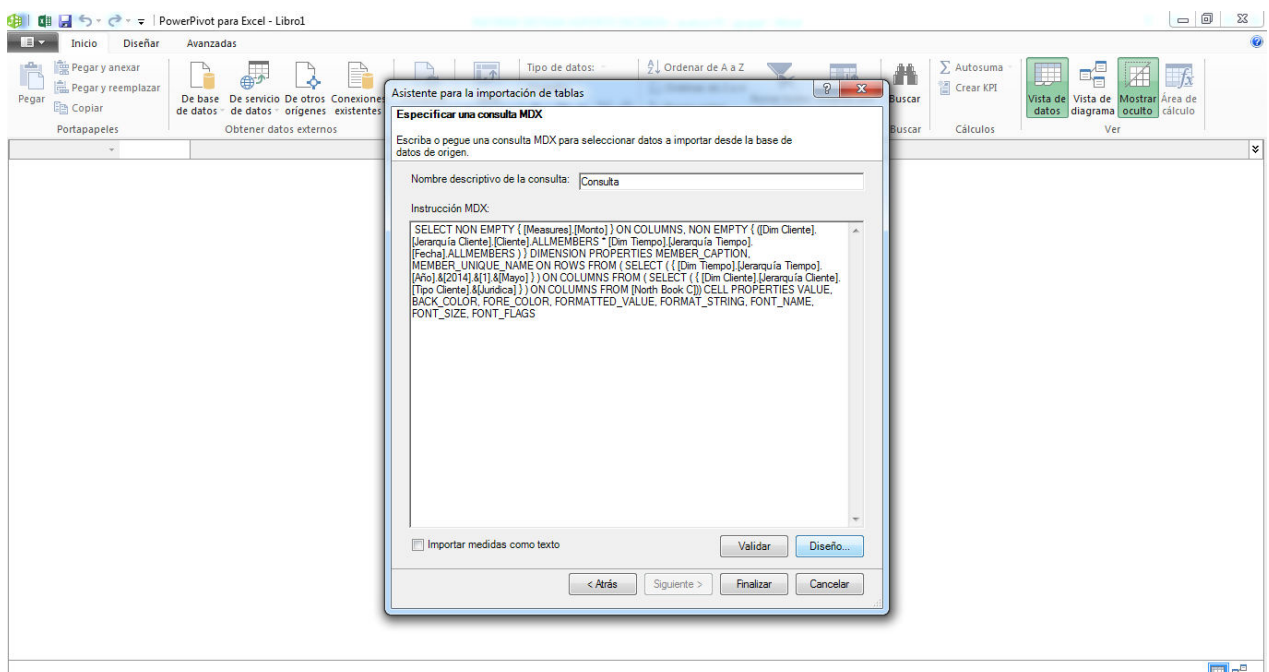 PowerPivot para Excel - Libro1
Inicio Diseñar Avanzadas
Pegar
Pegar y anexar
Pegar y reemplazar
Copiar
Portapapeles
De base de datos
De servicio de datos
De otros orígenes
Conexiones existentes
Obtener datos externos
Tipo de datos:
Ordenar de A a Z
Buscar
Buscar
Autosuma
Crear KPI
Cálculos
Vista de datos
Vista de diagrama
Mostrar oculto
Área de cálculo
Ver
Asistente para la importación de tablas
Especificar una consulta MDX
Escriba o pegue una consulta MDX para seleccionar datos a importar desde la base de
datos de origen.
Nombre descriptivo de la consulta: Consulta
Instrucción MDX:
SELECT NON EMPTY { [Measures].[Monto] } ON COLUMNS, NON EMPTY { ([Dim Cliente].
[Jerarquía Cliente].[Cliente].ALLMEMBERS * [Dim Tiempo].[Jerarquía Tiempo].
[Fecha].ALLMEMBERS ) } DIMENSION PROPERTIES MEMBER_CAPTION,
MEMBER_UNIQUE_NAME ON ROWS FROM ( SELECT ( { [Dim Tiempo].[Jerarquía Tiempo].
[Año].&[2014].&[1].&[Mayo] } ) ON COLUMNS FROM ( SELECT ( { [Dim Cliente].[Jerarquía Cliente].
[Tipo Cliente].&[Juridica] } ) ON COLUMNS FROM [North Book C])) CELL PROPERTIES VALUE,
BACK_COLOR, FORE_COLOR, FORMATTED_VALUE, FORMAT_STRING, FONT_NAME,
FONT_SIZE, FONT_FLAGS
Importar medidas como texto
Validar
Diseño...
< Atrás
Siguiente >
Finalizar
Cancelar